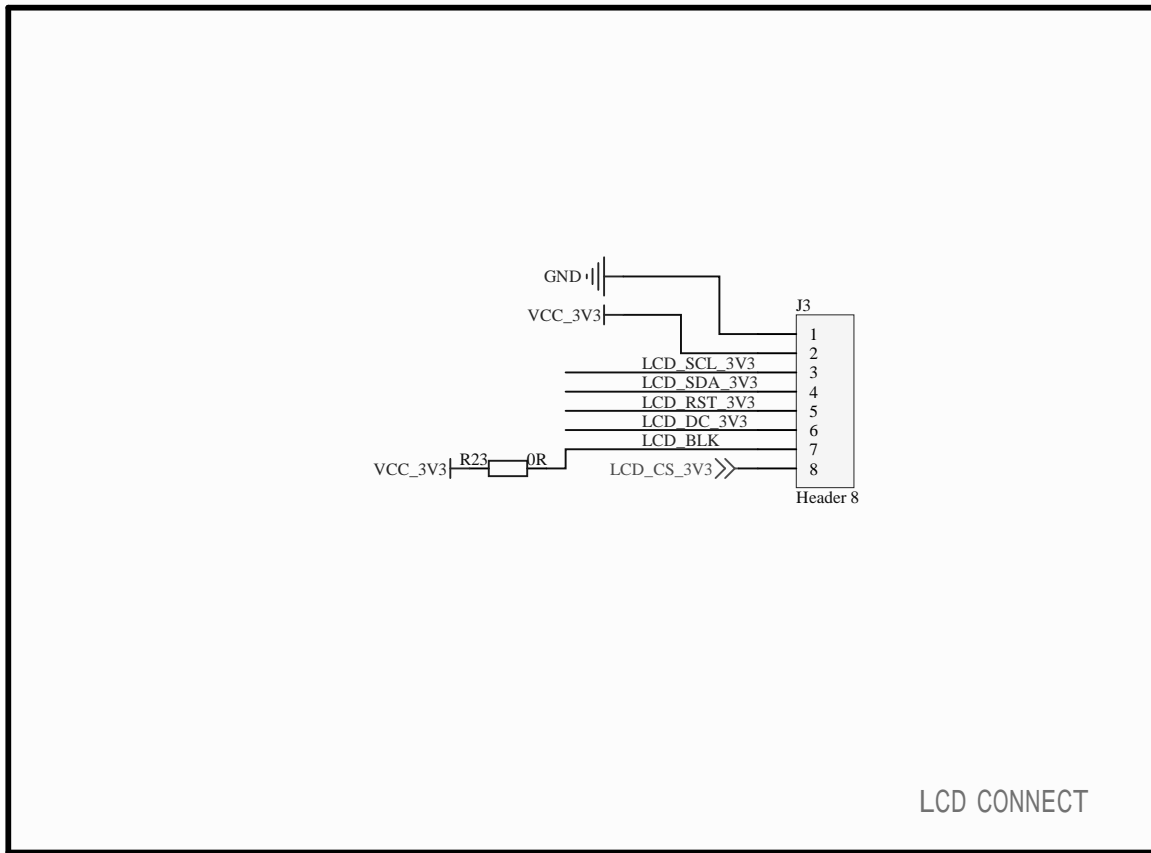 GND
J3
VCC_3V3
1
2
LCD_SCL_3V3 3
LCD_SDA_3V3 4
LCD_RST_3V3 5
LCD_DC_3V3 6
LCD_BLK 7
VCC_3V3 R23 0R LCD_CS_3V3 8
Header 8
LCD CONNECT